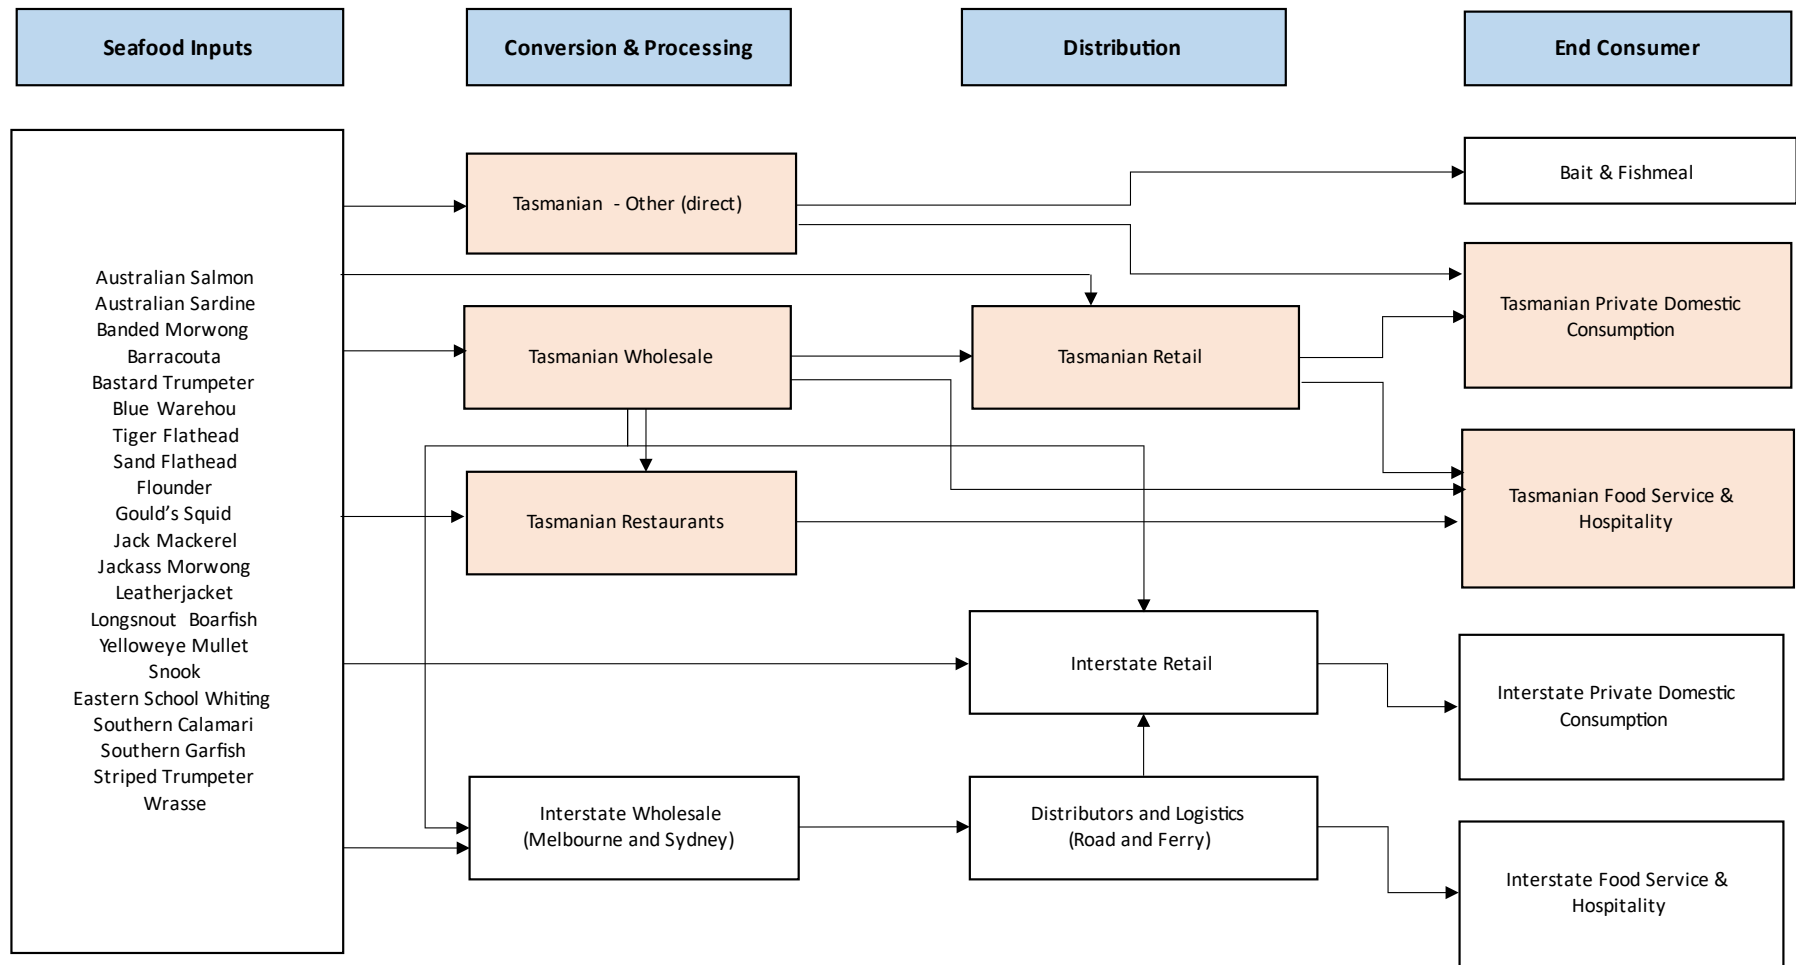 Seafood Inputs
Conversion & Processing
Distribution
End Consumer
Australian Salmon
Australian Sardine
Banded Morwong
Barracouta
Bastard Trumpeter
Blue Warehou
Tiger Flathead
Sand Flathead
Flounder
Gould’s Squid
Jack Mackerel
Jackass Morwong
Leatherjacket
Longsnout Boarfish
Yelloweye Mullet
Snook
Eastern School Whiting
Southern Calamari
Southern Garfish
Striped Trumpeter
Wrasse
Tasmanian - Other (direct)
Tasmanian Wholesale
Tasmanian Restaurants
Interstate Wholesale
(Melbourne and Sydney)
Tasmanian Retail
Interstate Retail
Distributors and Logistics
(Road and Ferry)
Bait & Fishmeal
Tasmanian Private Domestic
Consumption
Tasmanian Food Service &
Hospitality
Interstate Private Domestic
Consumption
Interstate Food Service &
Hospitality